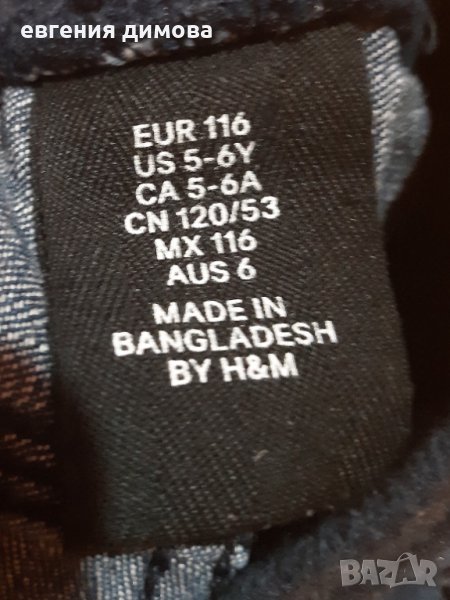 евгения димова
EUR 116
US 5-6Y
CA 5-6A
CN 120/53
MX 116
AUS 6
MADE IN
BANGLADESH
BY H&M
BAZAR